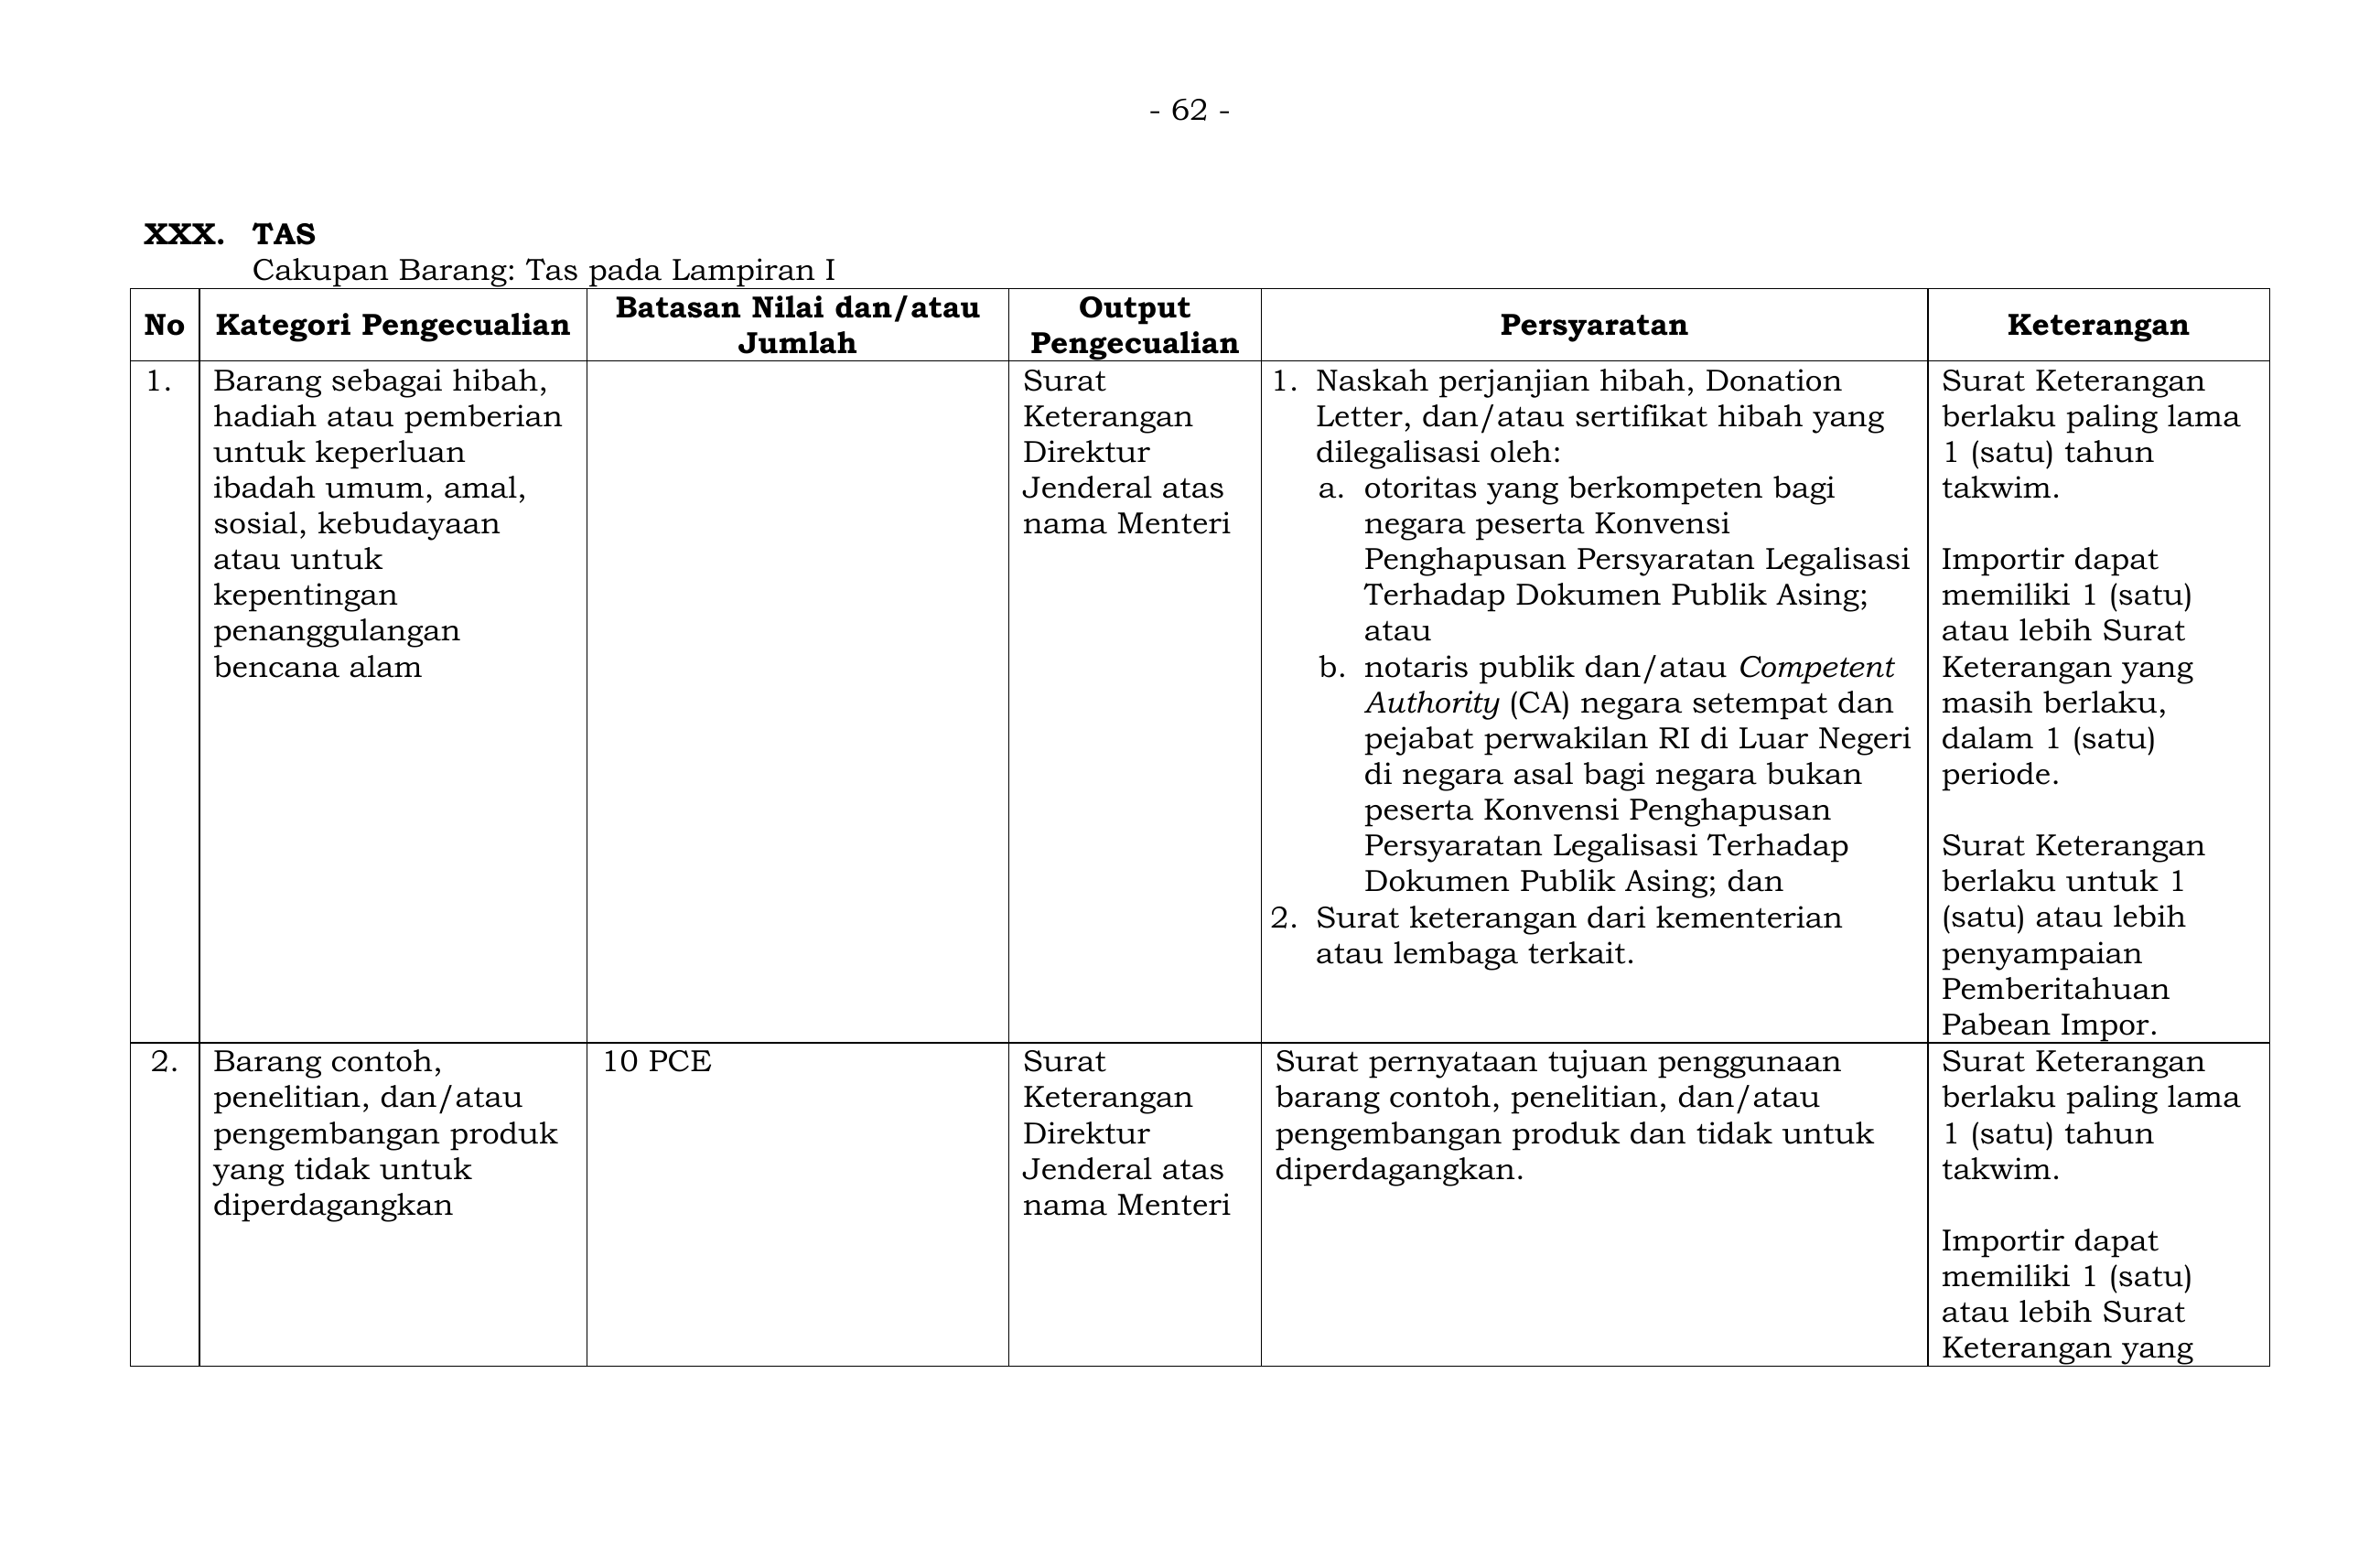 - 62 -
XXX. TAS
Cakupan Barang: Tas pada Lampiran I
No
Kategori Pengecualian
Batasan Nilai dan/atau
Jumlah
Output
Pengecualian
Persyaratan
Keterangan
1.
Barang sebagai hibah,
hadiah atau pemberian
untuk keperluan
ibadah umum, amal,
sosial, kebudayaan
atau untuk
kepentingan
penanggulangan
bencana alam
Surat
Keterangan
Direktur
Jenderal atas
nama Menteri
1. Naskah perjanjian hibah, Donation
Letter, dan/atau sertifikat hibah yang
dilegalisasi oleh:
a. otoritas yang berkompeten bagi
negara peserta Konvensi
Penghapusan Persyaratan Legalisasi
Terhadap Dokumen Publik Asing;
atau
b. notaris publik dan/atau Competent
Authority (CA) negara setempat dan
pejabat perwakilan RI di Luar Negeri
di negara asal bagi negara bukan
peserta Konvensi Penghapusan
Persyaratan Legalisasi Terhadap
Dokumen Publik Asing; dan
2. Surat keterangan dari kementerian
atau lembaga terkait.
Surat Keterangan
berlaku paling lama
1 (satu) tahun
takwim.
Importir dapat
memiliki 1 (satu)
atau lebih Surat
Keterangan yang
masih berlaku,
dalam 1 (satu)
periode.
Surat Keterangan
berlaku untuk 1
(satu) atau lebih
penyampaian
Pemberitahuan
Pabean Impor.
2.
Barang contoh,
penelitian, dan/atau
pengembangan produk
yang tidak untuk
diperdagangkan
10 PCE
Surat
Keterangan
Direktur
Jenderal atas
nama Menteri
Surat pernyataan tujuan penggunaan
barang contoh, penelitian, dan/atau
pengembangan produk dan tidak untuk
diperdagangkan.
Surat Keterangan
berlaku paling lama
1 (satu) tahun
takwim.
Importir dapat
memiliki 1 (satu)
atau lebih Surat
Keterangan yang